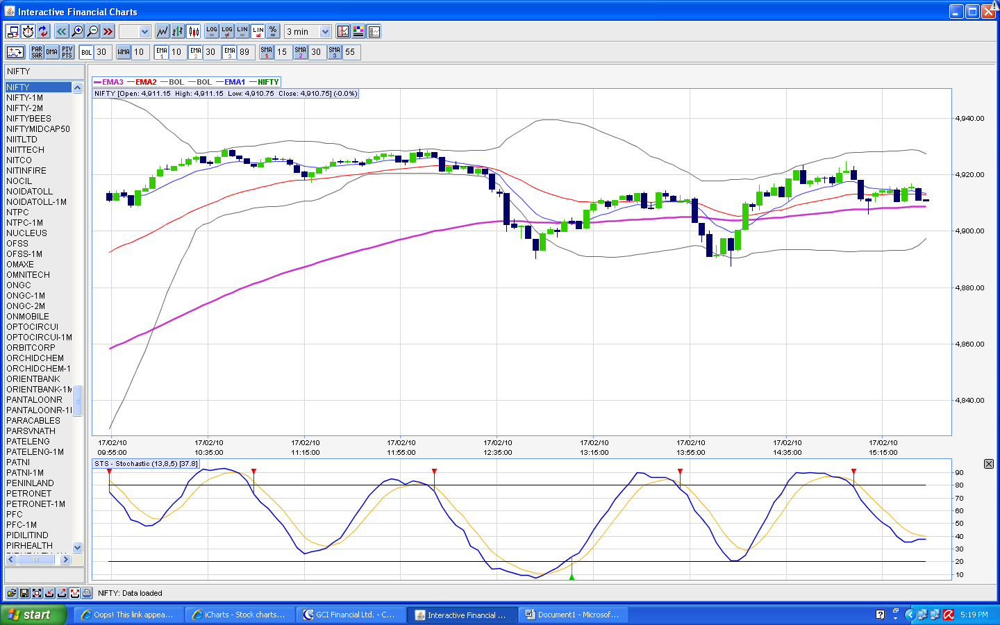 Interactive Financial Charts
LOG LOG LIN LIN % 3 min
= ≠ = ≠ =
PAR SAR DMA PIV PTS BOL 30 WMA 10 EMA 1 10 EMA 2 30 EMA 3 89 SMA 1 15 SMA 2 30 SMA 3 55
NIFTY
NIFTY
NIFTY-1M
NIFTY-2M
NIFTYBEES
NIFTYMIDCAP50
NIITLTD
NIITTECH
NITCO
NITINFIRE
NOCIL
NOIDATOLL
NOIDATOLL-1M
NTPC
NTPC-1M
NUCLEUS
OFSS
OFSS-1M
OMAXE
OMNITECH
ONGC
ONGC-1M
ONGC-2M
ONMOBILE
OPTOCIRCUI
OPTOCIRCUI-1M
ORBITCORP
ORCHIDCHEM
ORCHIDCHEM-1
ORIENTBANK
ORIENTBANK-1M
PANTALOONR
PANTALOONR-1I
PARACABLES
PARSVNATH
PATELENG
PATELENG-1M
PATNI
PATNI-1M
PENINLAND
PETRONET
PETRONET-1M
PFC
PFC-1M
PIDILITIND
PIRHEALTH
EMA3 EMA2 BOL BOL EMA1 NIFTY
NIFTY [Open: 4,911.15 High: 4,911.15 Low: 4,910.75 Close: 4,910.75] (-0.0%)
4,940.00
4,920.00
4,900.00
4,880.00
4,860.00
4,840.00
17/02/10 17/02/10 17/02/10 17/02/10 17/02/10 17/02/10 17/02/10 17/02/10 17/02/10
09:55:00 10:35:00 11:15:00 11:55:00 12:35:00 13:15:00 13:55:00 14:35:00 15:15:00
STS - Stochastic (13,8,5) [37.8]
90
80
70
60
50
40
30
20
10
NIFTY: Data loaded
start Oops! This link appea... iCharts - Stock charts... GCI Financial Ltd. - C... Interactive Financial ... Document1 - Microsof... 5:19 PM